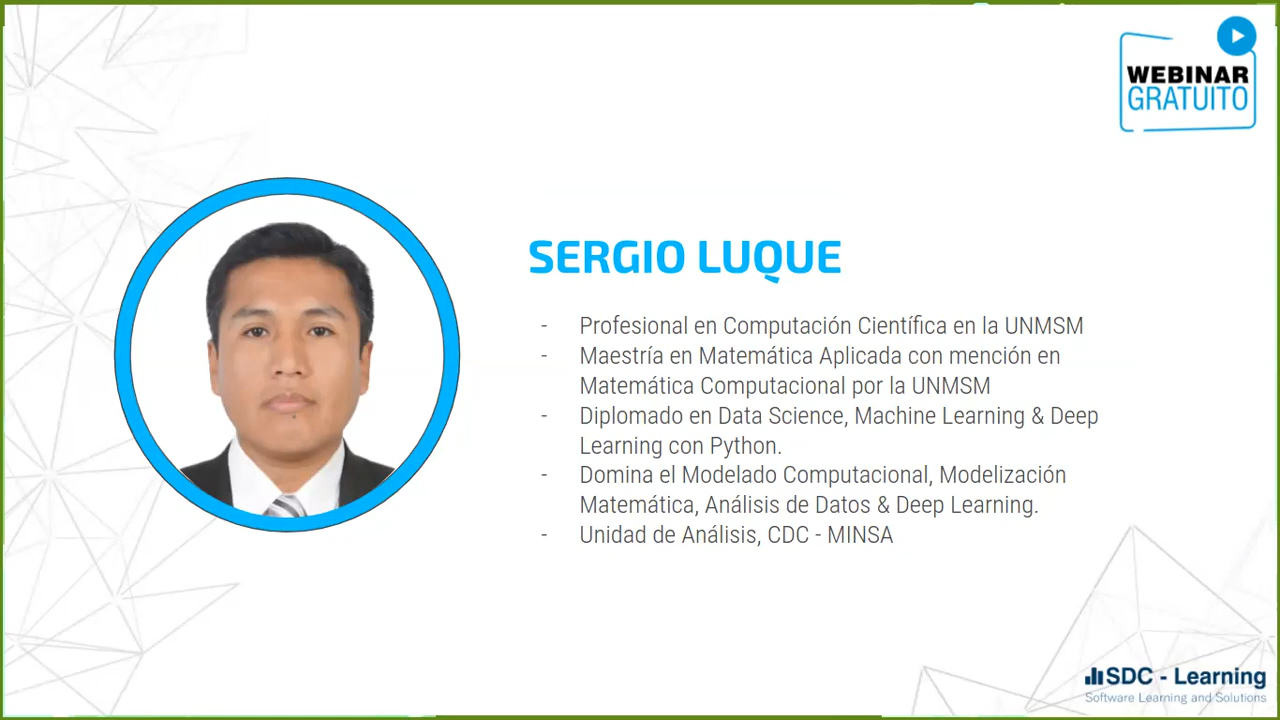 WEBINAR
GRATUITO
SERGIO LUQUE
- Profesional en Computación Científica en la UNMSM
- Maestría en Matemática Aplicada con mención en
Matemática Computacional por la UNMSM
- Diplomado en Data Science, Machine Learning & Deep
Learning con Python.
- Domina el Modelado Computacional, Modelización
Matemática, Análisis de Datos & Deep Learning.
- Unidad de Análisis, CDC - MINSA
SDC - Learning
Software Learning and Solutions